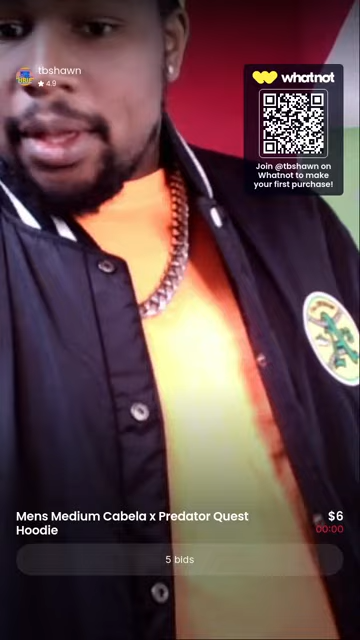 tbshawn
4.9
whatnot
Join @tbshawn on
Whatnot to make
your first purchase!
Mens Medium Cabela x Predator Quest
Hoodie
$6
00:00
5 bids